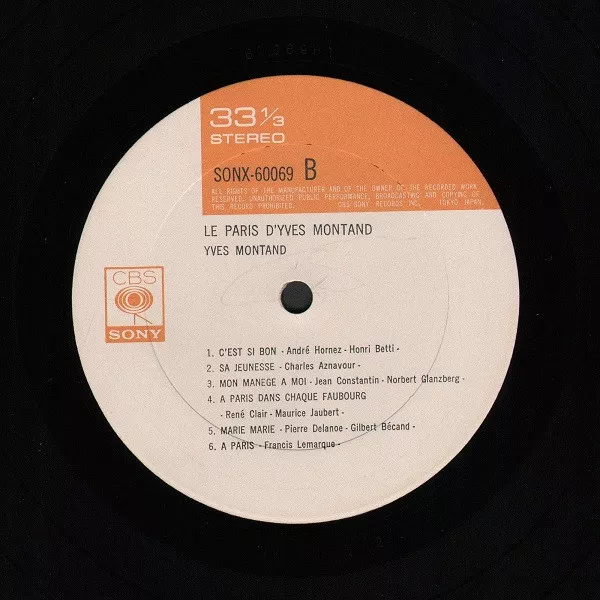 33 1/3
STEREO
SONX-60069 B
ALL RIGHTS OF THE MANUFACTURER AND OF THE OWNER OF THE RECORDED WORK
RESERVED. UNAUTHORIZED PUBLIC PERFORMANCE, BROADCASTING AND COPYING OF
THIS RECORD PROHIBITED. CBS SONY RECORDS INC. TOKYO JAPAN.
LE PARIS D'YVES MONTAND
YVES MONTAND
CBS
SONY
1. C'EST SI BON - André Hornez - Honri Betti -
2. SA JEUNESSE - Charles Aznavour -
3. MON MANEGE A MOI - Jean Constantin - Norbert Glanzberg -
4. A PARIS DANS CHAQUE FAUBOURG
- René Clair - Maurice Jaubert -
5. MARIE MARIE - Pierre Delanoe - Gilbert Bécand -
6. A PARIS - Francis Lemarque -